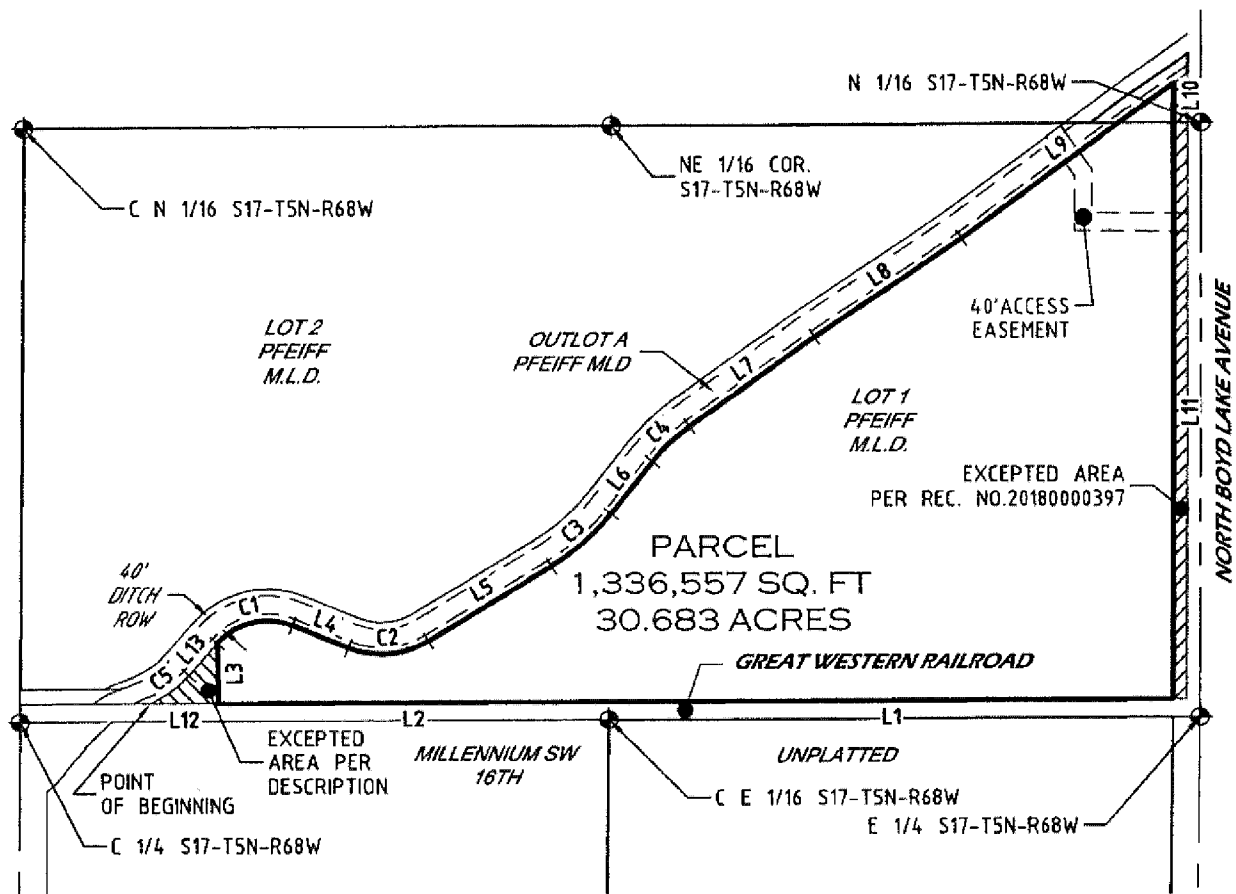 N 1/16 S17-T5N-R68W
L10
NE 1/16 COR.
S17-T5N-R68W
L9
C N 1/16 S17-T5N-R68W
L8
40' ACCESS
EASEMENT
LOT 2
PFEIFF
M.L.D.
OUTLOT A
PFEIFF MLD
L7
LOT 1
PFEIFF
M.L.D.
L11
NORTH BOYD LAKE AVENUE
C4
L6
EXCEPTED AREA
PER REC. NO.20180000397
C3
PARCEL
1,336,557 SQ. FT
30.683 ACRES
40'
DITCH
ROW
C1
L4
L5
C2
L13
C5
L3
GREAT WESTERN RAILROAD
L12
L2
L1
EXCEPTED
AREA PER
DESCRIPTION
MILLENNIUM SW
16TH
UNPLATTED
POINT
OF BEGINNING
C E 1/16 S17-T5N-R68W
E 1/4 S17-T5N-R68W
C 1/4 S17-T5N-R68W